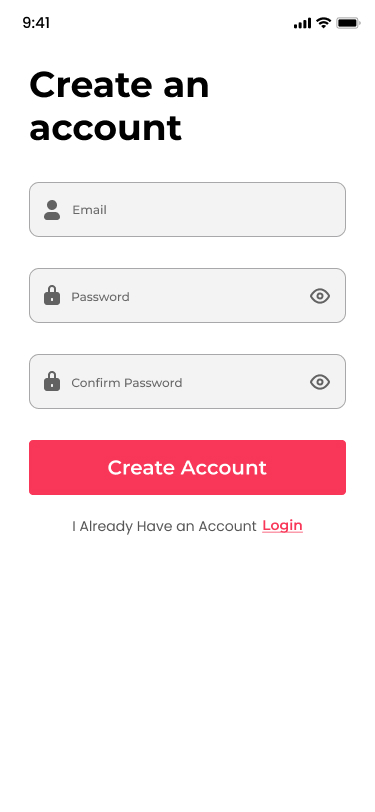 9:41
Create an
account
Email
Password
Confirm Password
Create Account
I Already Have an Account Login